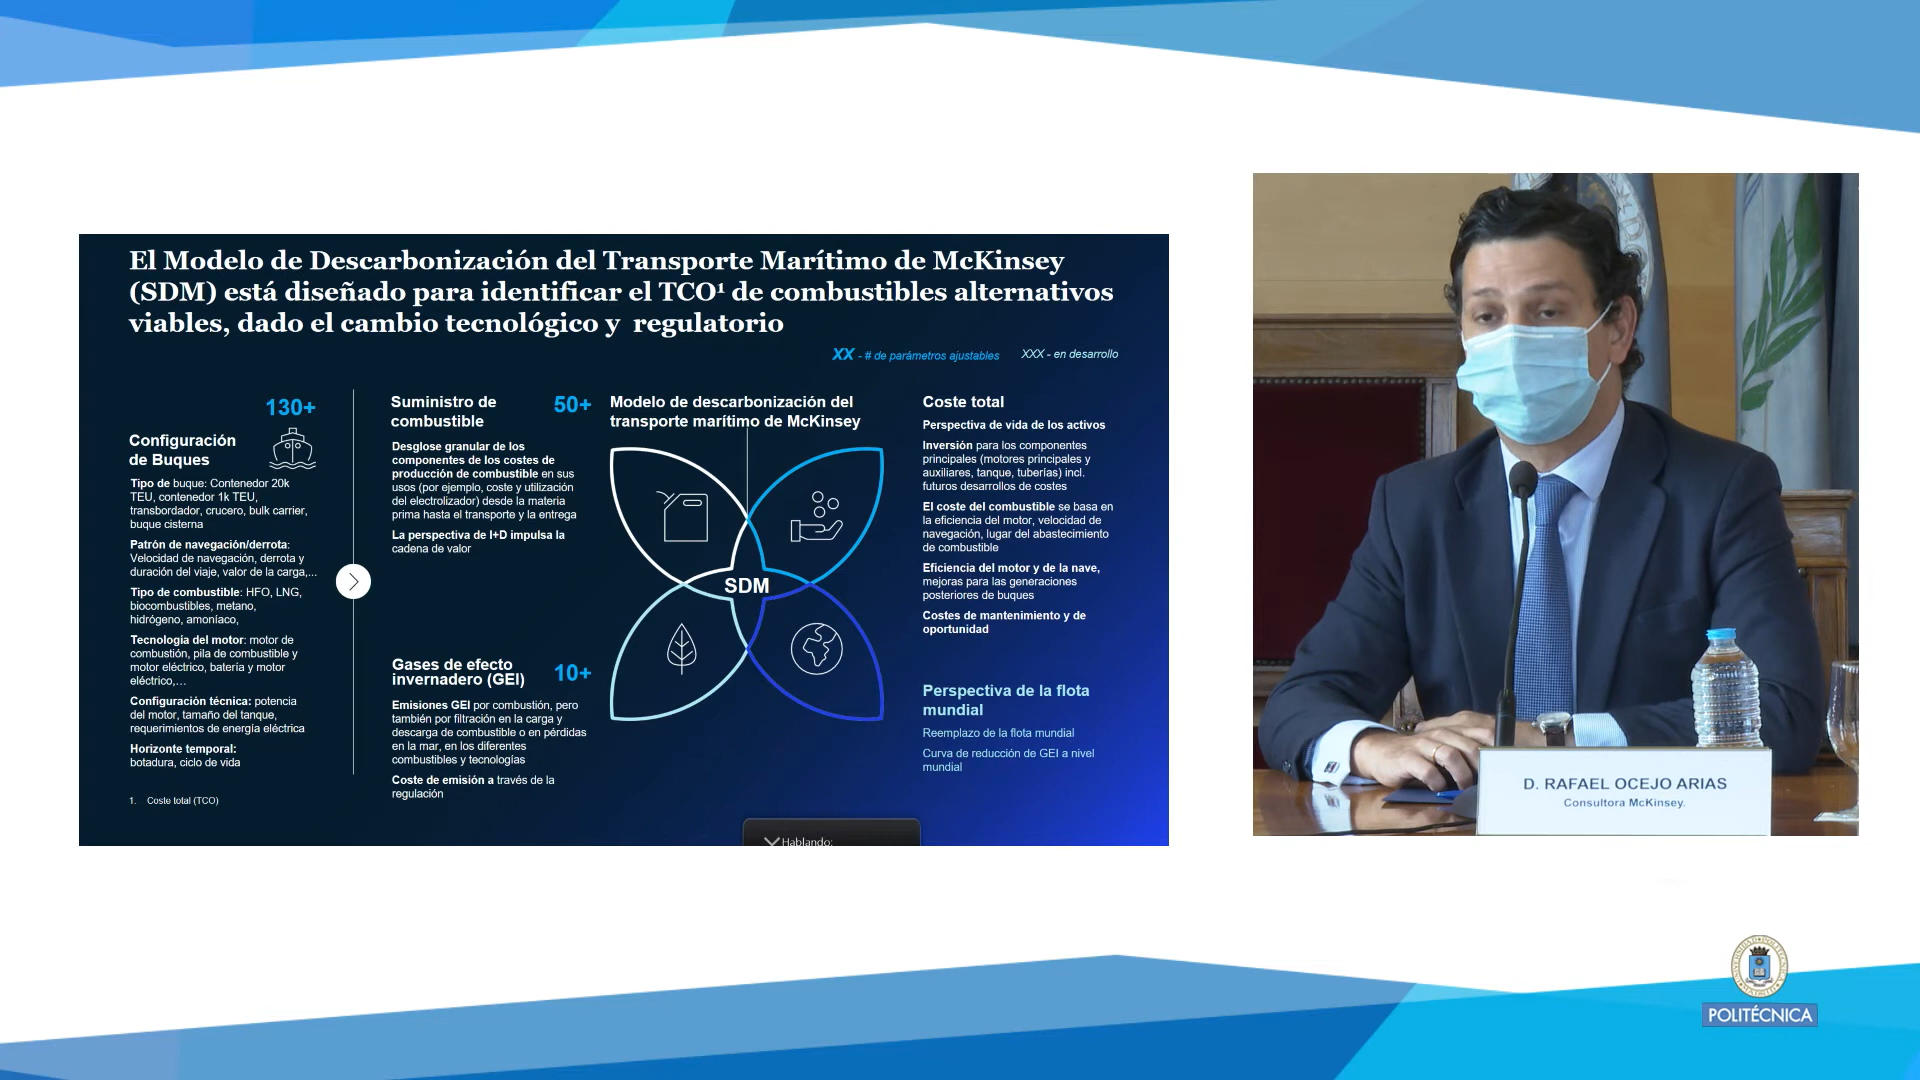 El Modelo de Descarbonización del Transporte Marítimo de McKinsey
(SDM) está diseñado para identificar el TCO¹ de combustibles alternativos
viables, dado el cambio tecnológico y  regulatorio
XX - # de parámetros ajustables
XXX - en desarrollo
130+
Configuración
de Buques
Tipo de buque: Contenedor 20k
TEU, contenedor 1k TEU,
transbordador, crucero, bulk carrier,
buque cisterna
Patrón de navegación/derrota:
Velocidad de navegación, derrota y
duración del viaje, valor de la carga,...
Tipo de combustible: HFO, LNG,
biocombustibles, metano,
hidrógeno, amoníaco,
Tecnología del motor: motor de
combustión, pila de combustible y
motor eléctrico, batería y motor
eléctrico,...
Configuración técnica: potencia
del motor, tamaño del tanque,
requerimientos de energía eléctrica
Horizonte temporal:
botadura, ciclo de vida
1. Coste total (TCO)
Suministro de
combustible
50+
Desglose granular de los
componentes de los costes de
producción de combustible en sus
usos (por ejemplo, coste y utilización
del electrolizador) desde la materia
prima hasta el transporte y la entrega
La perspectiva de I+D impulsa la
cadena de valor
Gases de efecto
invernadero (GEI)
10+
Emisiones GEI por combustión, pero
también por filtración en la carga y
descarga de combustible o en pérdidas
en la mar, en los diferentes
combustibles y tecnologías
Coste de emisión a través de la
regulación
Modelo de descarbonización del
transporte marítimo de McKinsey
SDM
Coste total
Perspectiva de vida de los activos
Inversión para los componentes
principales (motores principales y
auxiliares, tanque, tuberías) incl.
futuros desarrollos de costes
El coste del combustible se basa en
la eficiencia del motor, velocidad de
navegación, lugar del abastecimiento
de combustible
Eficiencia del motor y de la nave,
mejoras para las generaciones
posteriores de buques
Costes de mantenimiento y de
oportunidad
Perspectiva de la flota
mundial
Reemplazo de la flota mundial
Curva de reducción de GEI a nivel
mundial
Hablando:
D. RAFAEL OCEJO ARIAS
Consultora McKinsey.
POLITÉCNICA